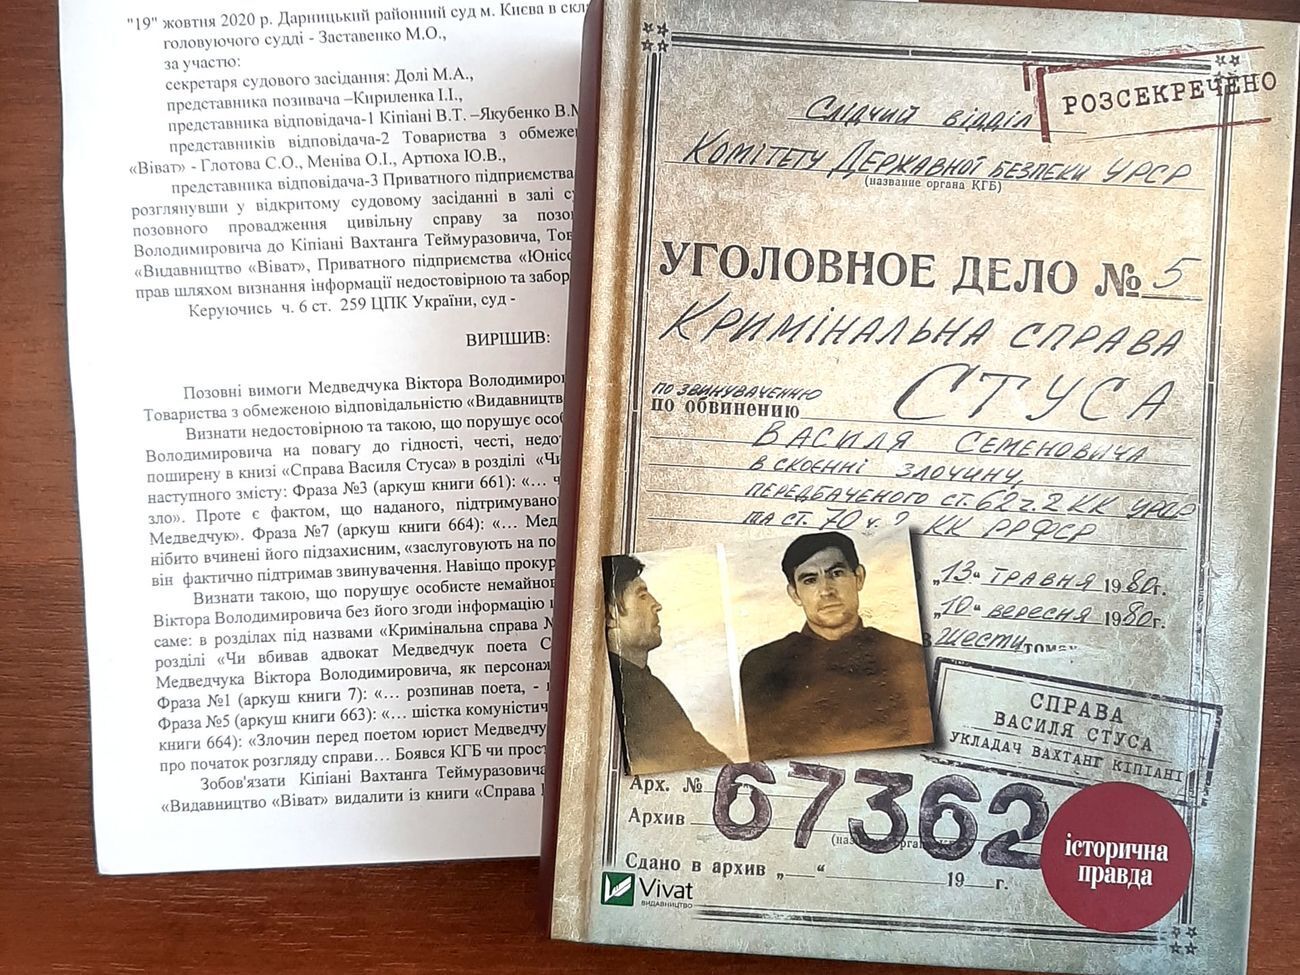 "19" жовтня 2020 р. Дарницький районний суд м. Києва в скла
головуючого судді - Заставенко М.О.,
за участю:
секретаря судового засідання: Долі М.А.,
представника позивача –Кириленка І.І.,
представника відповідача-1 Кіпіані В.Т. –Якубенко В.М
представників відповідача-2 Товариства з обмеже
«Віват» - Глотова С.О., Меніва О.І., Артюха Ю.В.,
представника відповідача-3 Приватного підприємства
розглянувши у відкритому судовому засіданні в залі су
позовного провадження цивільну справу за позо
Володимировича до Кіпіані Вахтанга Теймуразовича, Тов
«Видавництво «Віват», Приватного підприємства «Юнісо
прав шляхом визнання інформації недостовірною та забор
Керуючись ч. 6 ст. 259 ЦПК України, суд -
ВИРІШИВ:
Позовні вимоги Медведчука Віктора Володимиров
Товариства з обмеженою відповідальністю «Видавництв
Визнати недостовірною та такою, що порушує особ
Володимировича на повагу до гідності, честі, недот
поширену в книзі «Справа Василя Стуса» в розділі «Чи
наступного змісту: Фраза №3 (аркуш книги 661): «… ч
зло». Проте є фактом, що наданого, підтримуваного
Медведчук». Фраза №7 (аркуш книги 664): «… Мед
нібито вчинені його підзахисним, «заслуговують на по
він фактично підтримав звинувачення. Навіщо прокур
Визнати такою, що порушує особисте немайнов
Віктора Володимировича без його згоди інформацію п
саме: в розділах під назвами «Кримінальна справа №
розділі «Чи вбивав адвокат Медведчук поета С
Медведчука Віктора Володимировича, як персонаж
Фраза №1 (аркуш книги 7): «… розпинав поета, -
Фраза №5 (аркуш книги 663): «… шістка комуністич
книги 664): «Злочин перед поетом юрист Медведчу
про початок розгляду справи… Боявся КГБ чи прост
Зобов'язати Кіпіані Вахтанга Теймуразовича
«Видавництво «Віват» видалити із книги «Справа
РОЗСЕКРЕЧЕНО
Слідчий відділ
Комітету Державної безпеки УРСР
(название органа КГБ)
УГОЛОВНОЕ ДЕЛО № 5
Кримінальна справа
по звинуваченню СТУСА
по обвинению
Василя Семеновича
в скоєнні злочину,
передбаченого ст. 62 ч. 2 КК УРСР
та ст. 70 ч. 2 КК РРФСР
„13" травня 1980г.
„10" вересня 1980г.
в шести томах
СПРАВА
ВАСИЛЯ СТУСА
УКЛАДАЧ ВАХТАНГ КІПІАНІ
Арх. № 67362
Архив
Сдано в архив „ " 19 г.
історична
правда
Vivat
ВИДАВНИЦТВО